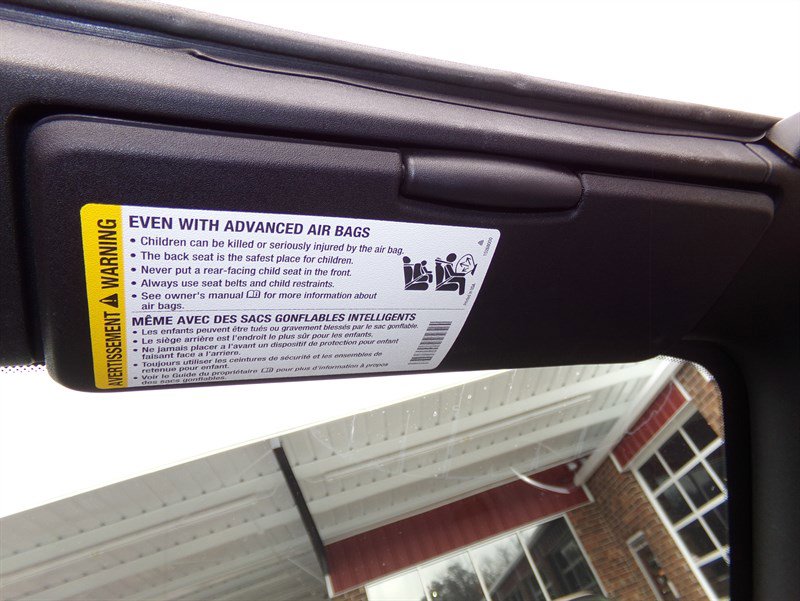 AVERTISSEMENT ⚠ WARNING
EVEN WITH ADVANCED AIR BAGS
• Children can be killed or seriously injured by the air bag.
• The back seat is the safest place for children.
• Never put a rear-facing child seat in the front.
• Always use seat belts and child restraints.
• See owner's manual for more information about
air bags.
MÊME AVEC DES SACS GONFLABLES INTELLIGENTS
• Les enfants peuvent être tués ou gravement blessés par le sac gonflable.
• Le siège arrière est l'endroit le plus sûr pour les enfants.
• Ne jamais placer a l'avant un dispositif de protection pour enfant
faisant face a l'arriere.
• Toujours utiliser les ceintures de sécurité et les ensembles de
retenue pour enfant.
• Voir le Guide du propriétaire pour plus d'information à propos
des sacs gonflables.